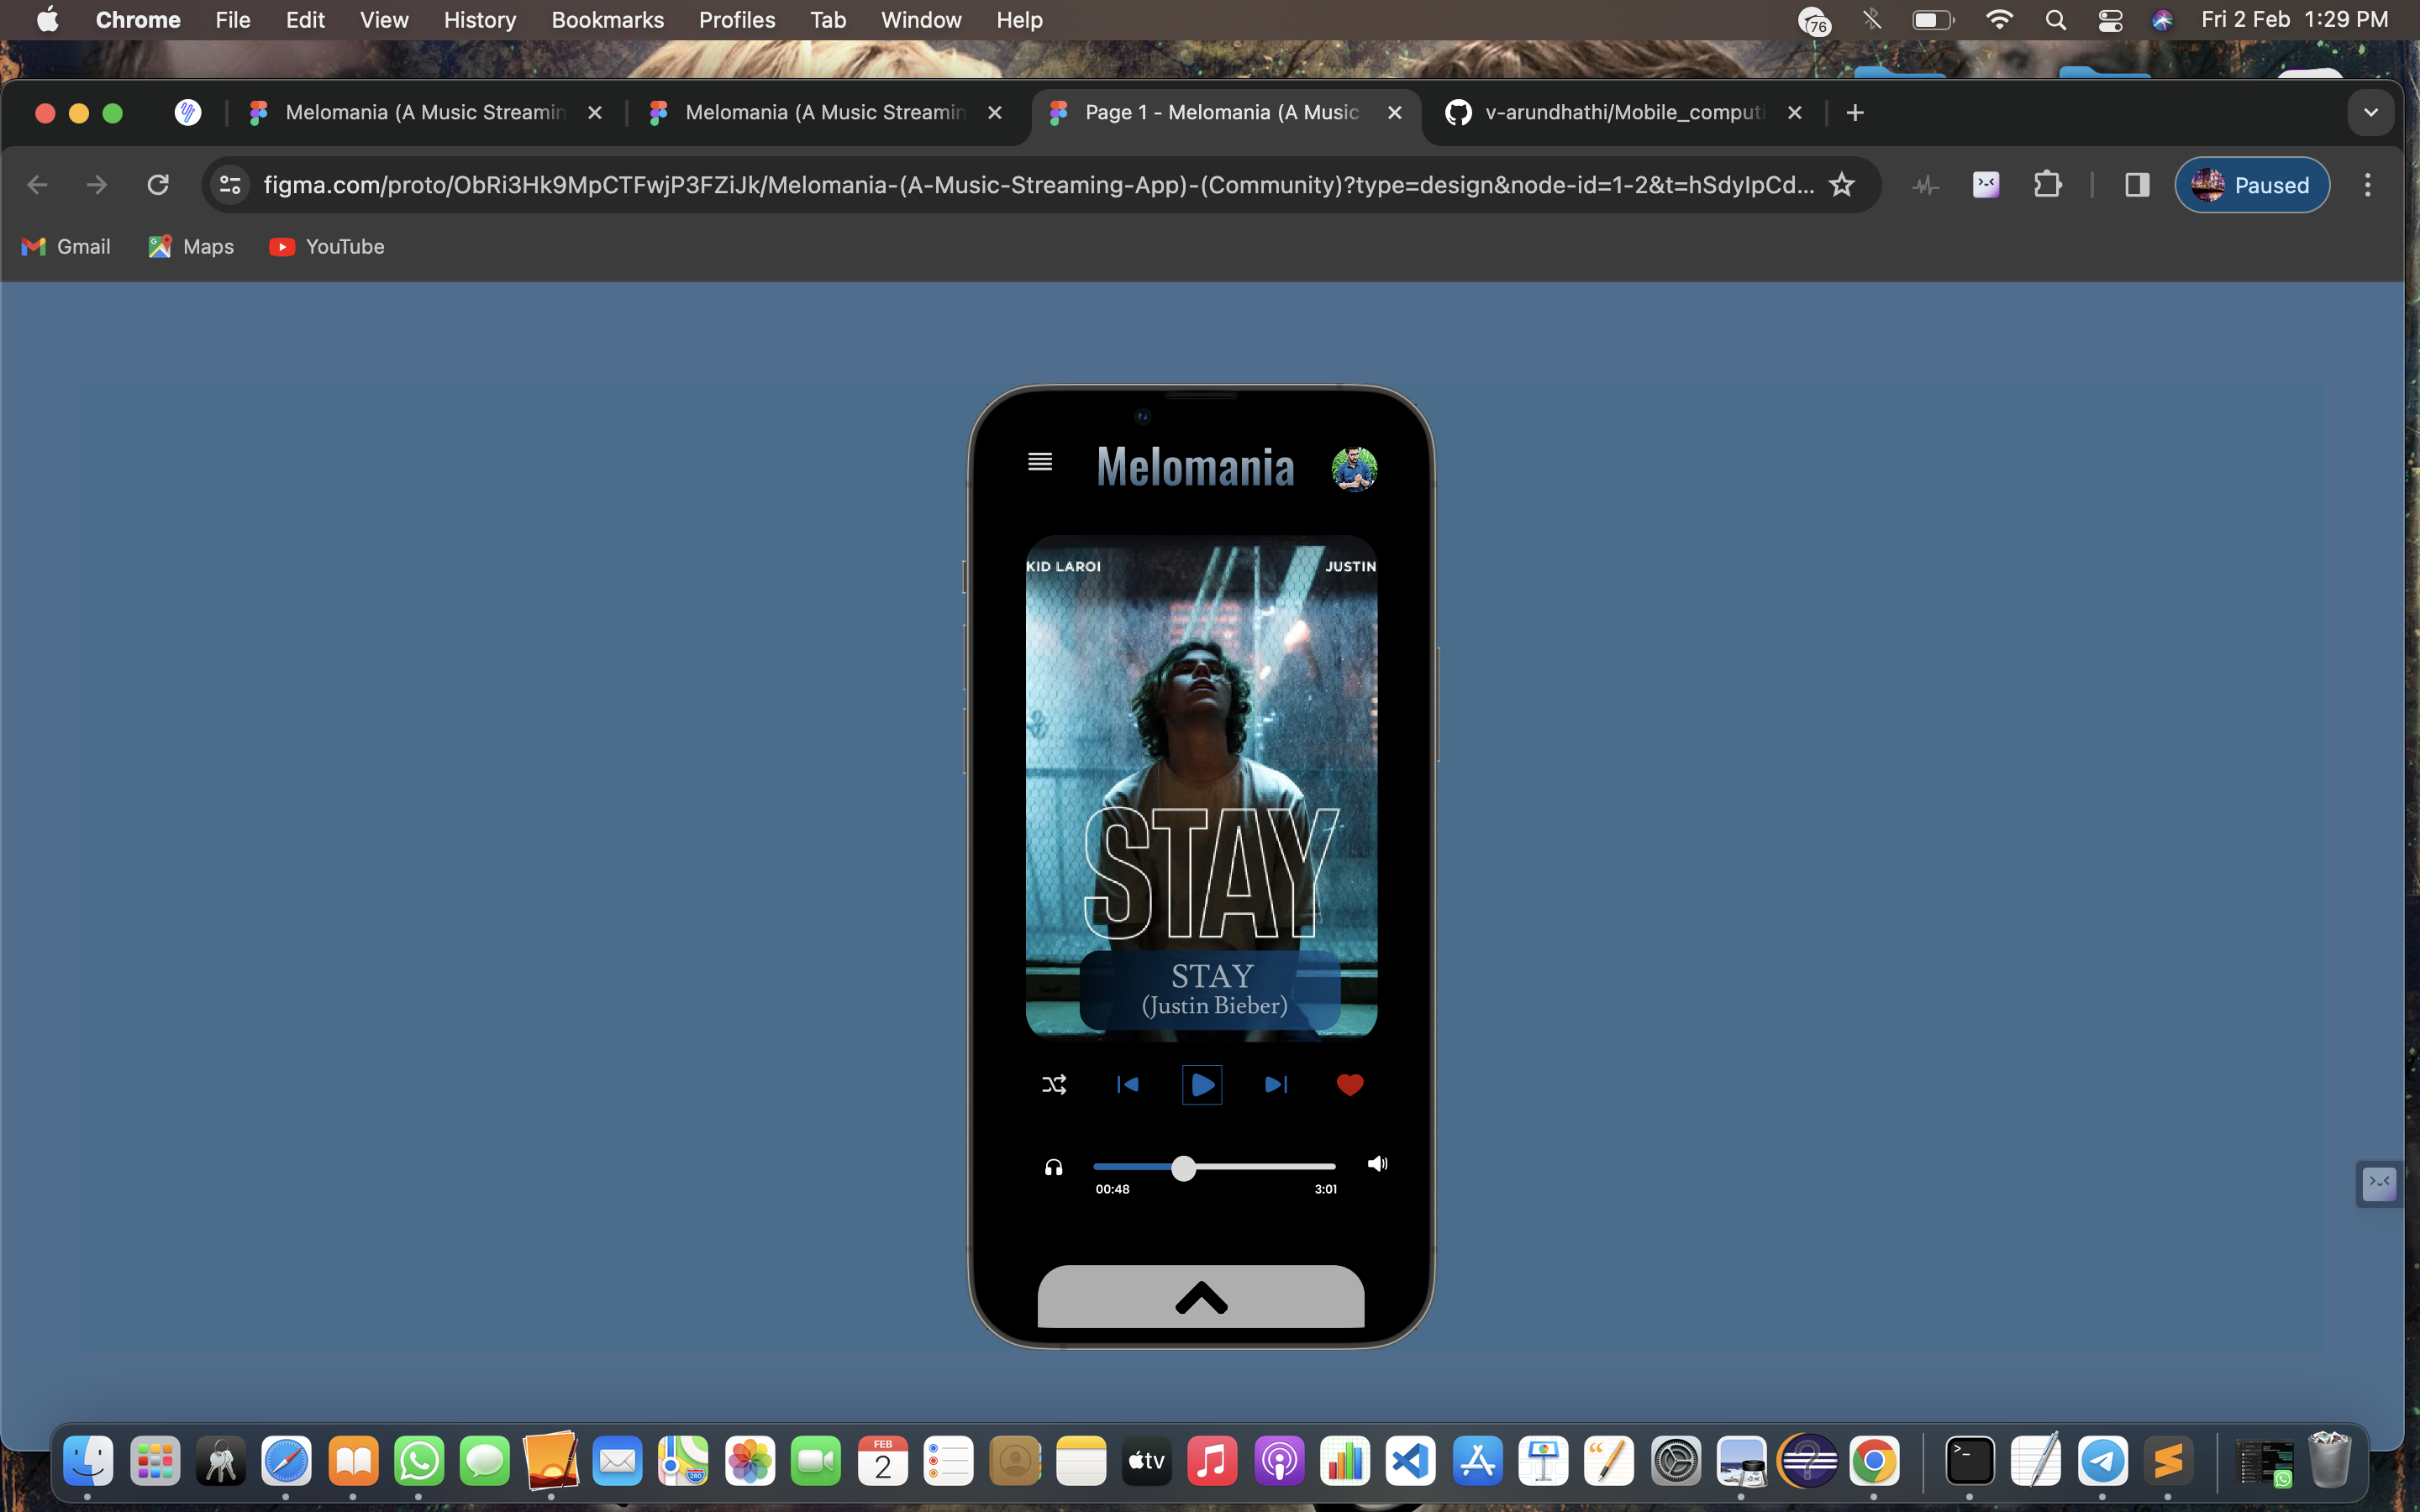 Chrome File Edit View History Bookmarks Profiles Tab Window Help 76 Fri 2 Feb 1:29 PM
Melomania (A Music Streamin Melomania (A Music Streamin Page 1 - Melomania (A Music v-arundhathi/Mobile_computi
figma.com/proto/ObRi3Hk9MpCTFwjP3FZiJk/Melomania-(A-Music-Streaming-App)-(Community)?type=design&node-id=1-2&t=hSdyIpCd... Paused
Gmail Maps YouTube
Melomania
KID LAROI JUSTIN
STAY
STAY
(Justin Bieber)
00:48 3:01
FEB
2
280
tv